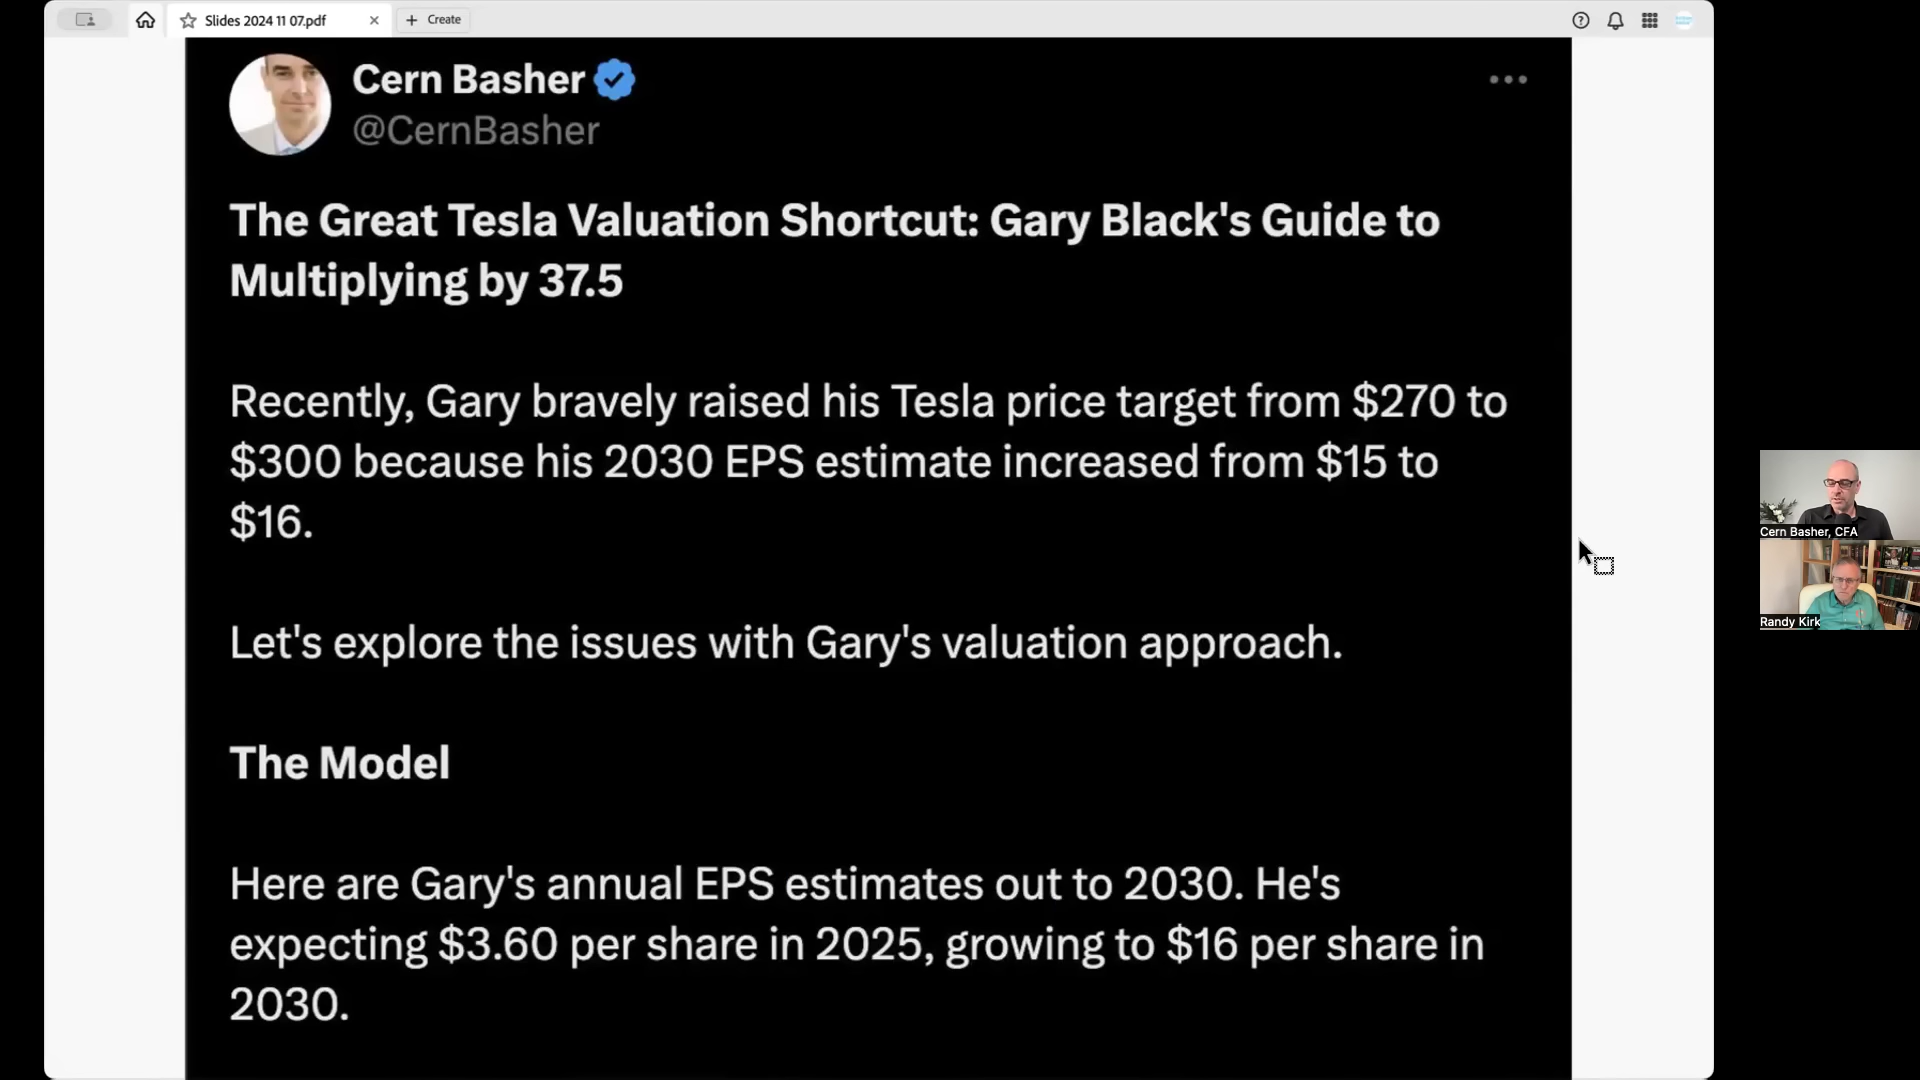 Slides 2024 11 07.pdf
Create
Cern Basher
@CernBasher
The Great Tesla Valuation Shortcut: Gary Black's Guide to
Multiplying by 37.5
Recently, Gary bravely raised his Tesla price target from $270 to
$300 because his 2030 EPS estimate increased from $15 to
$16.
Let's explore the issues with Gary's valuation approach.
The Model
Here are Gary's annual EPS estimates out to 2030. He's
expecting $3.60 per share in 2025, growing to $16 per share in
2030.
Cern Basher, CFA
Randy Kirk